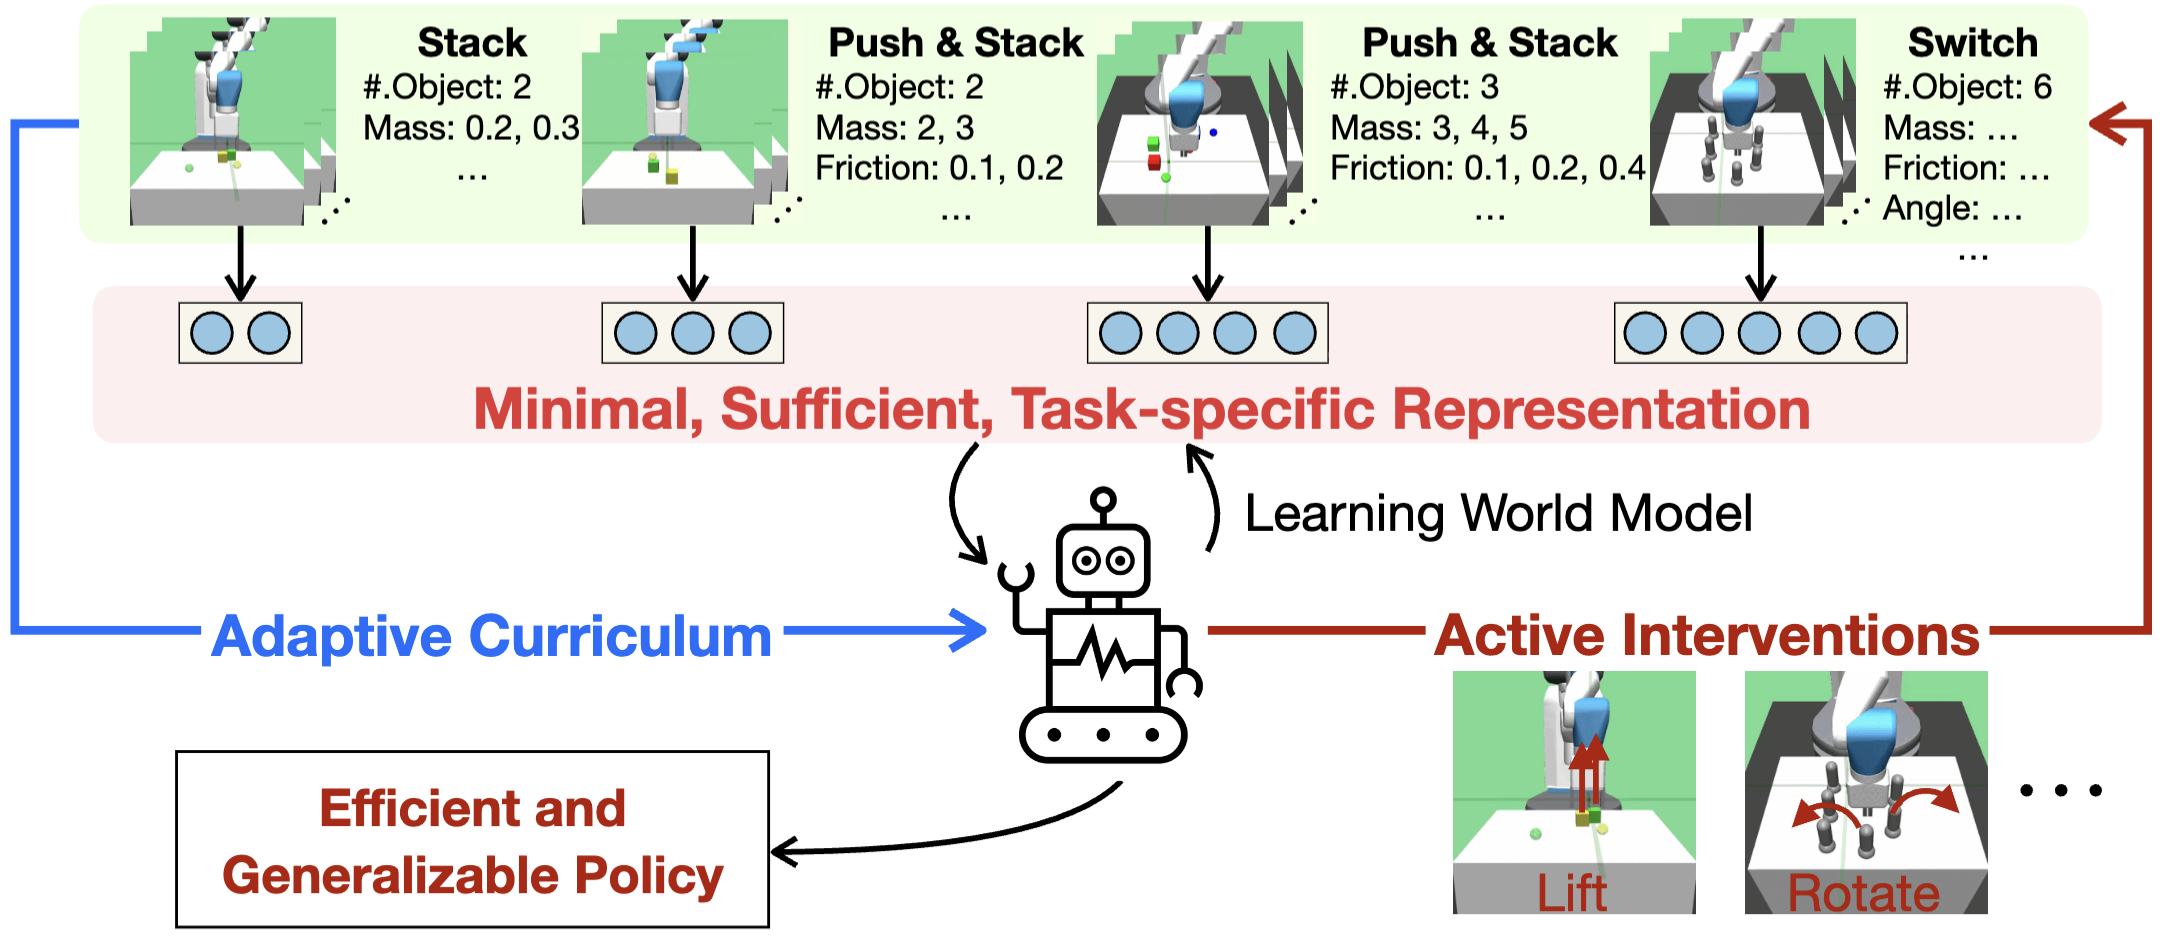 Stack
#.Object: 2
Mass: 0.2, 0.3
...
Push & Stack
#.Object: 2
Mass: 2, 3
Friction: 0.1, 0.2
...
Push & Stack
#.Object: 3
Mass: 3, 4, 5
Friction: 0.1, 0.2, 0.4
...
Switch
#.Object: 6
Mass: ...
Friction: ...
Angle: ...
...
Minimal, Sufficient, Task-specific Representation
Learning World Model
Adaptive Curriculum
Active Interventions
Efficient and
Generalizable Policy
Lift
Rotate
...